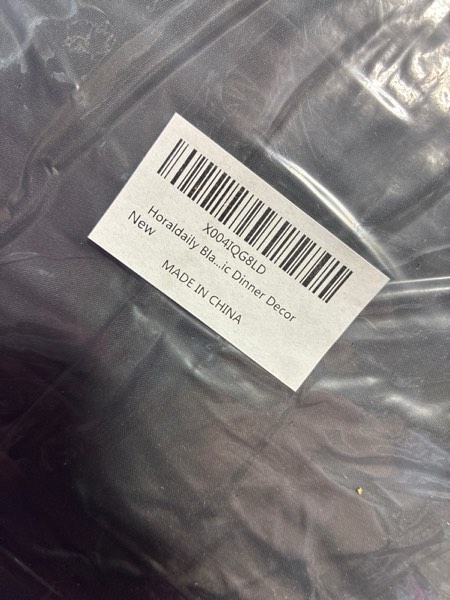 X004IQG8LD
Horaldaily Bla...ic Dinner Decor
New
MADE IN CHINA